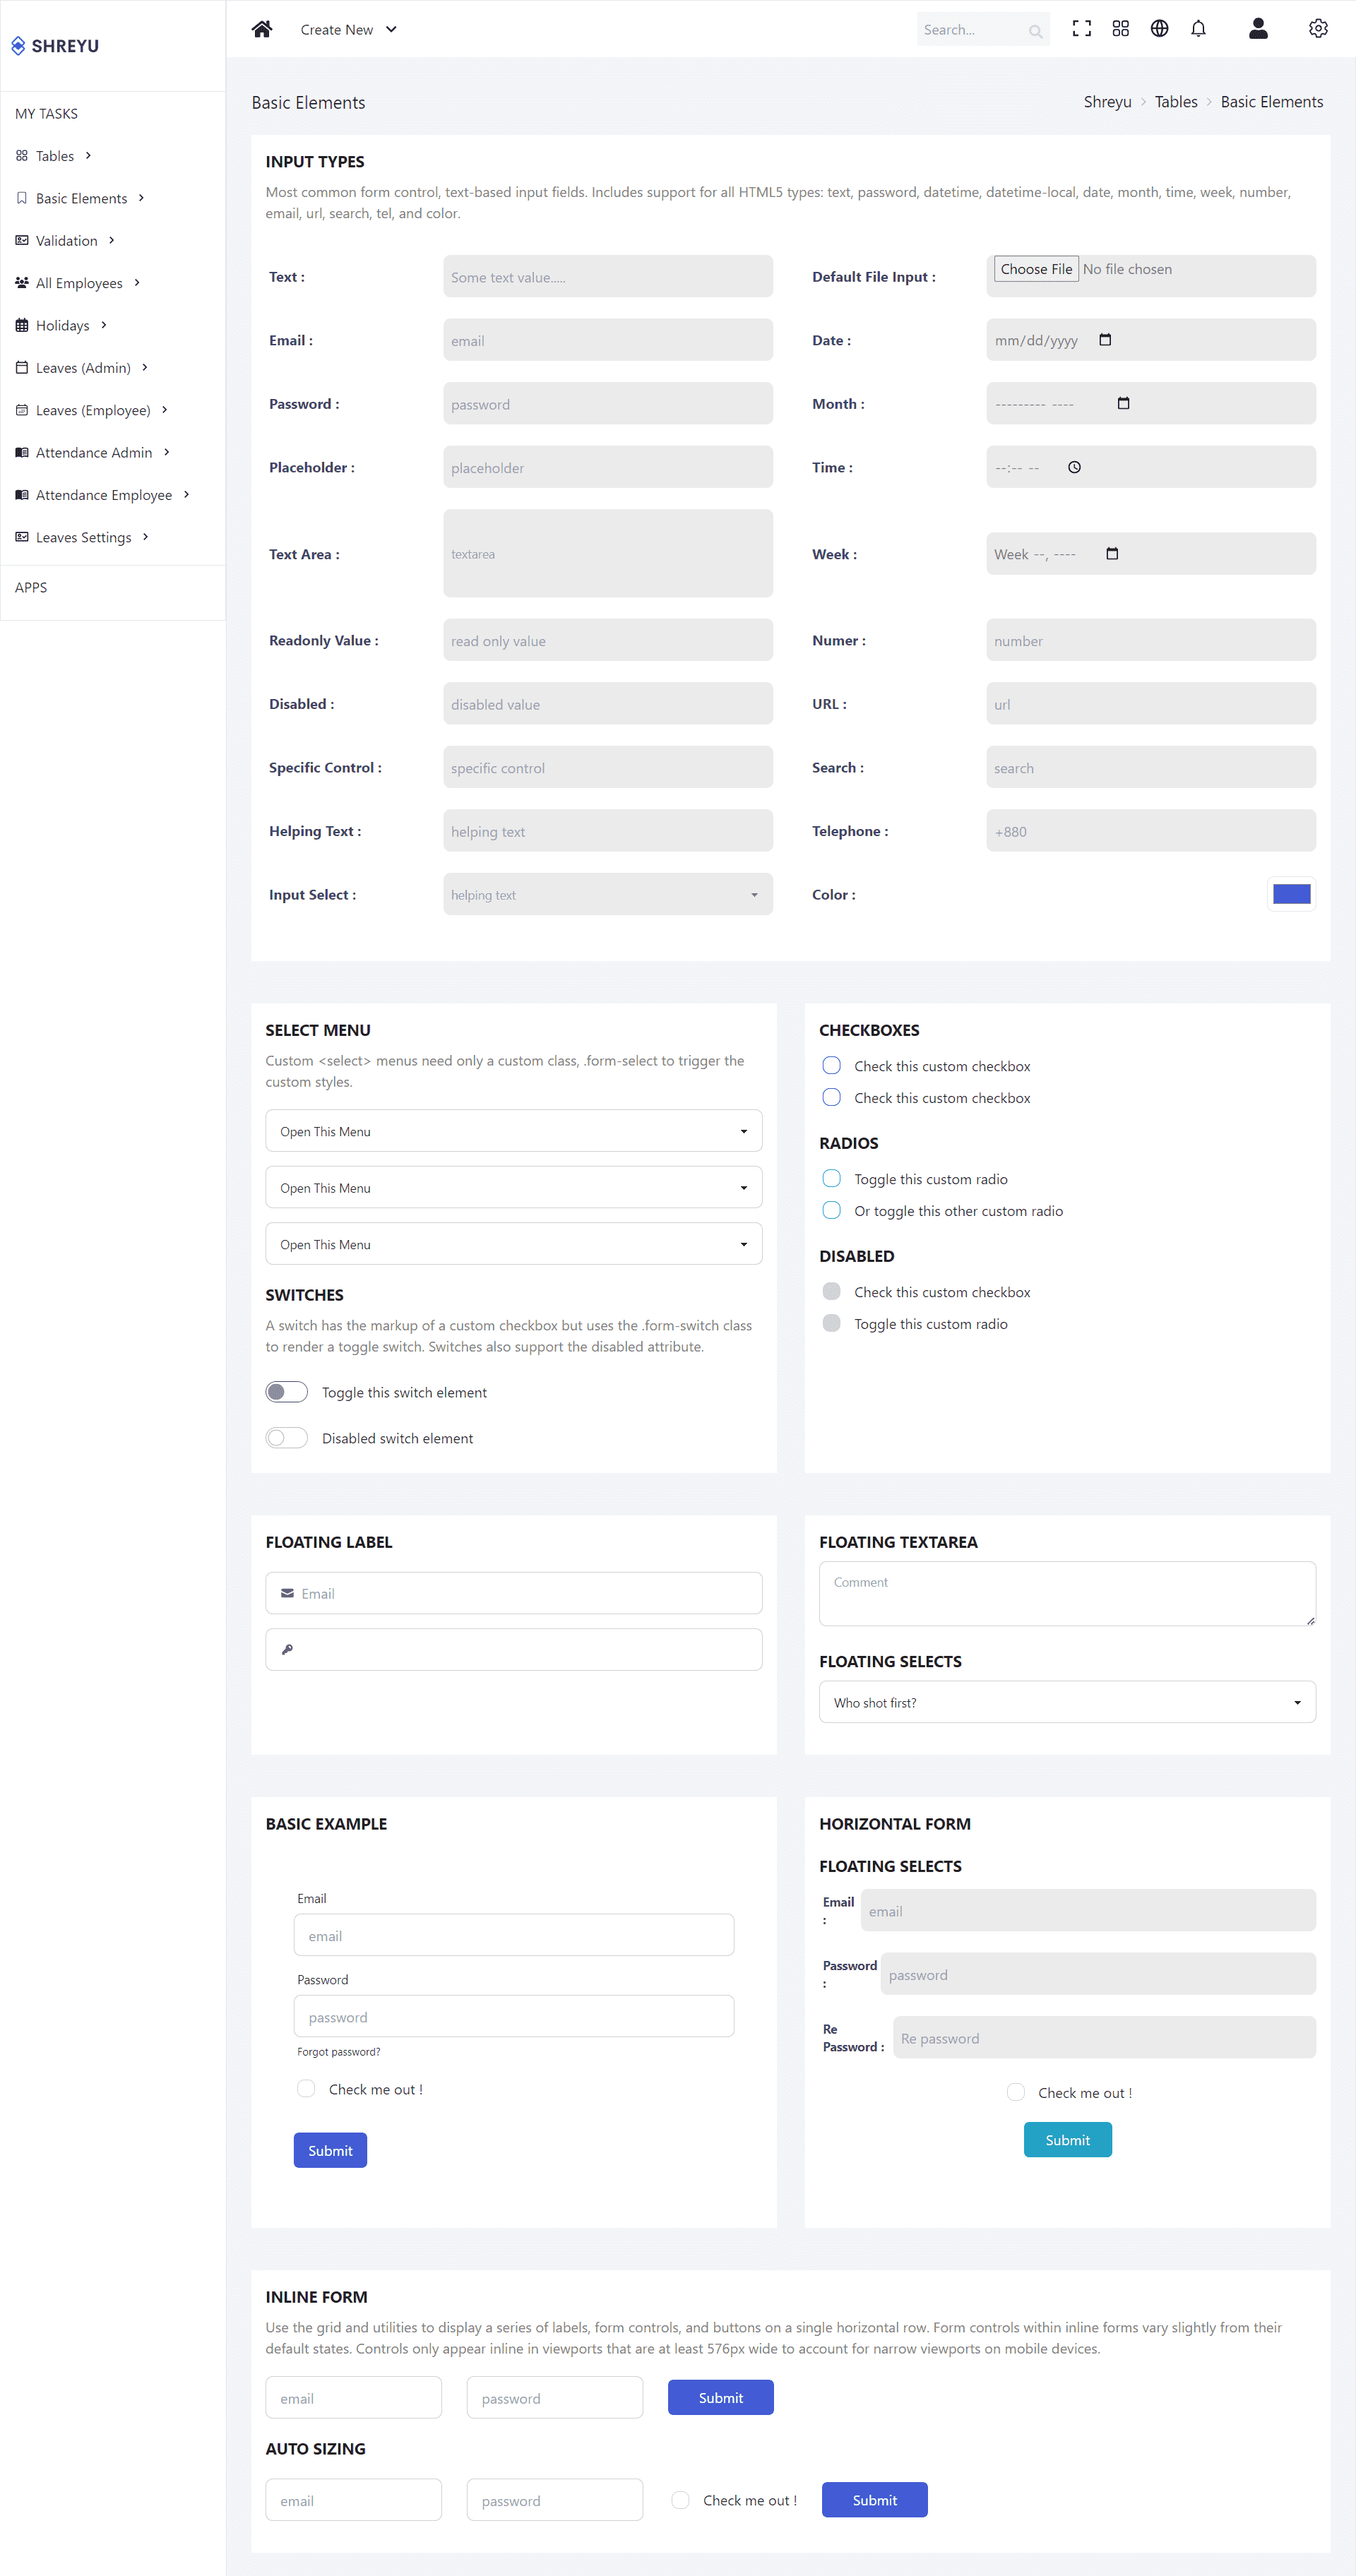 SHREYU
MY TASKS
Tables
Basic Elements
Validation
All Employees
Holidays
Leaves (Admin)
Leaves (Employee)
Attendance Admin
Attendance Employee
Leaves Settings
APPS
Create New
Search...
Basic Elements
Shreyu > Tables > Basic Elements
INPUT TYPES
Most common form control, text-based input fields. Includes support for all HTML5 types: text, password, datetime, datetime-local, date, month, time, week, number,
email, url, search, tel, and color.
Text : Some text value.....
Default File Input : Choose File No file chosen
Email : email
Date : mm/dd/yyyy
Password : password
Month : --------- ----
Placeholder : placeholder
Time : --:-- --
Text Area : textarea
Week : Week --, ----
Readonly Value : read only value
Numer : number
Disabled : disabled value
URL : url
Specific Control : specific control
Search : search
Helping Text : helping text
Telephone : +880
Input Select : helping text
Color :
SELECT MENU
Custom <select> menus need only a custom class, .form-select to trigger the
custom styles.
Open This Menu
Open This Menu
Open This Menu
SWITCHES
A switch has the markup of a custom checkbox but uses the .form-switch class
to render a toggle switch. Switches also support the disabled attribute.
Toggle this switch element
Disabled switch element
CHECKBOXES
Check this custom checkbox
Check this custom checkbox
RADIOS
Toggle this custom radio
Or toggle this other custom radio
DISABLED
Check this custom checkbox
Toggle this custom radio
FLOATING LABEL
Email
FLOATING TEXTAREA
Comment
FLOATING SELECTS
Who shot first?
BASIC EXAMPLE
Email
email
Password
password
Forgot password?
Check me out !
Submit
HORIZONTAL FORM
FLOATING SELECTS
Email
:
email
Password
:
password
Re
Password :
Re password
Check me out !
Submit
INLINE FORM
Use the grid and utilities to display a series of labels, form controls, and buttons on a single horizontal row. Form controls within inline forms vary slightly from their
default states. Controls only appear inline in viewports that are at least 576px wide to account for narrow viewports on mobile devices.
email password Submit
AUTO SIZING
email password Check me out ! Submit